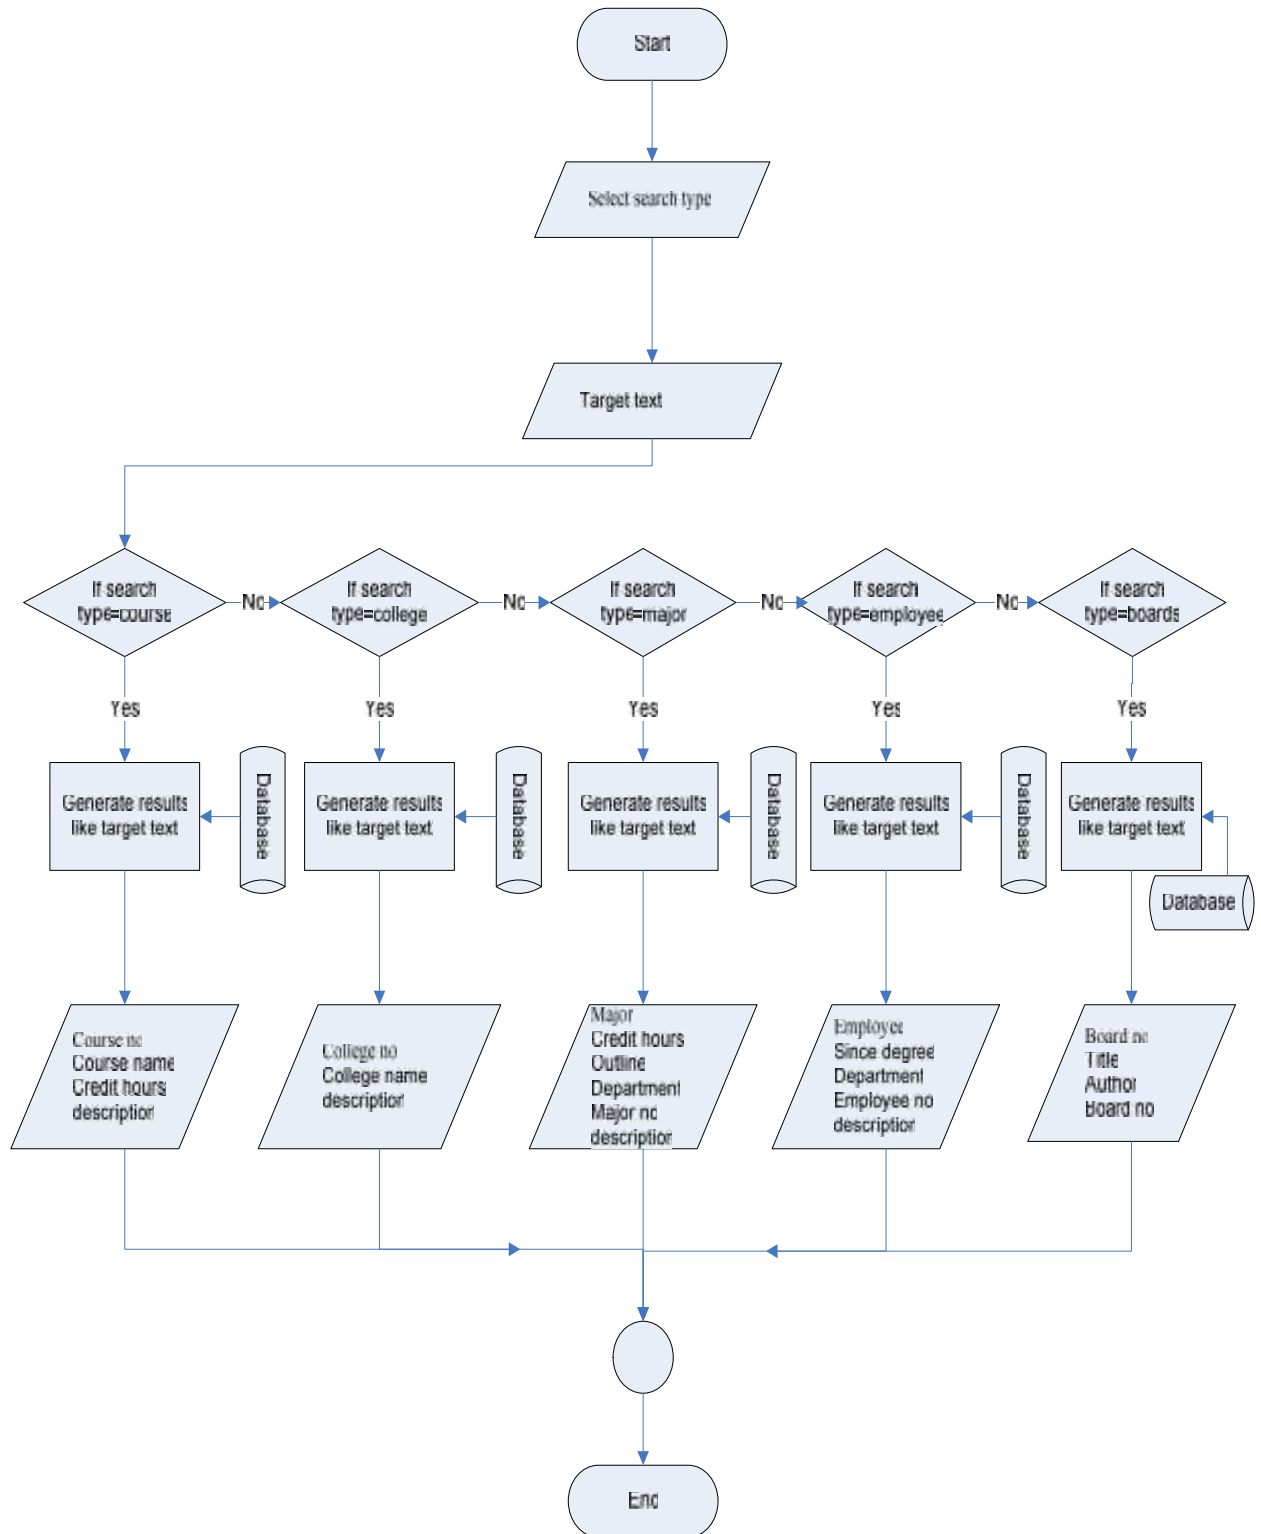 Start
Select search type
Target text
If search
type=course
No
If search
type=college
No
If search
type=major
No
If search
type=employee
No
If search
type=boards
Yes
Yes
Yes
Yes
Yes
Generate results
like target text
Database
Generate results
like target text
Database
Generate results
like target text
Database
Generate results
like target text
Database
Generate results
like target text
Database
Course no
Course name
Credit hours
description
College no
College name
description
Major
Credit hours
Outline
Department
Major no
description
Employee
Since degree
Department
Employee no
description
Board no
Title
Author
Board no
End